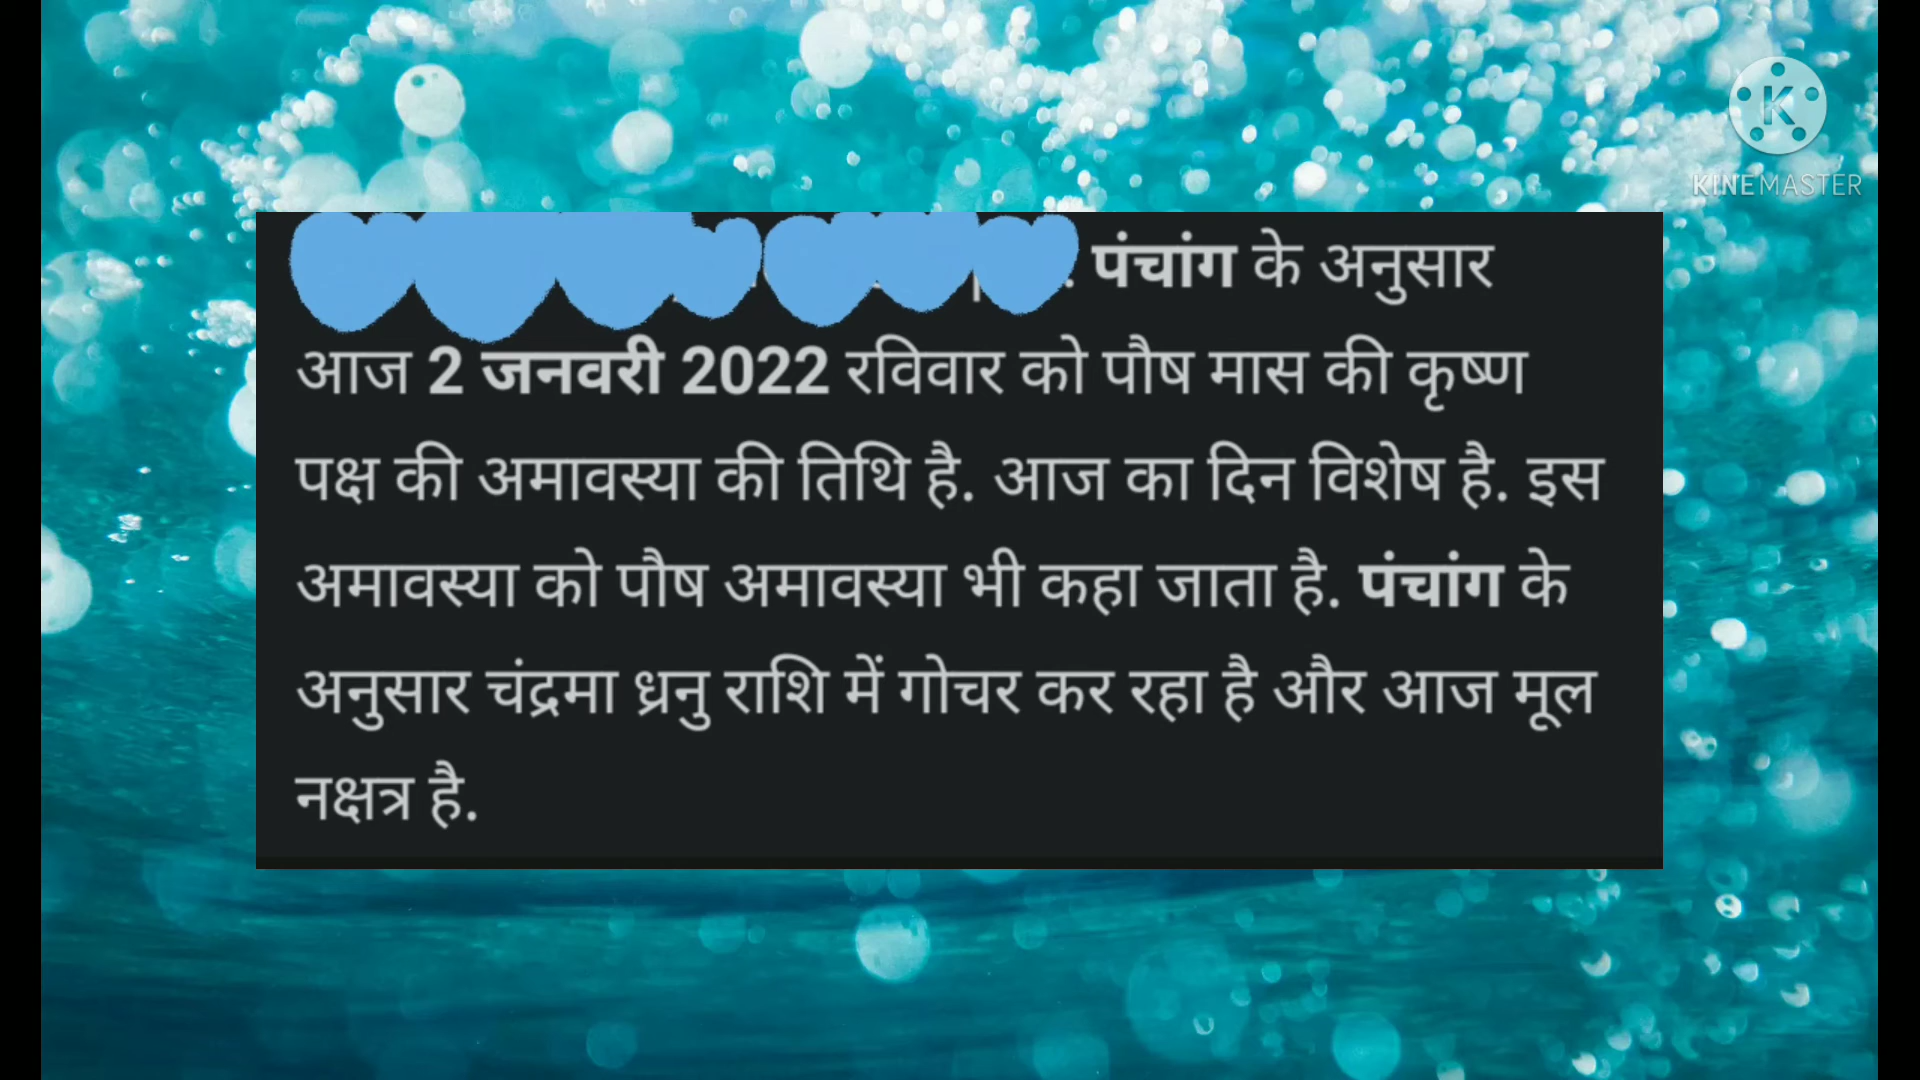 KINEMASTER
पंचांग के अनुसार
आज 2 जनवरी 2022 रविवार को पौष मास की कृष्ण
पक्ष की अमावस्या की तिथि है. आज का दिन विशेष है. इस
अमावस्या को पौष अमावस्या भी कहा जाता है. पंचांग के
अनुसार चंद्रमा ध्रनु राशि में गोचर कर रहा है और आज मूल
नक्षत्र है.